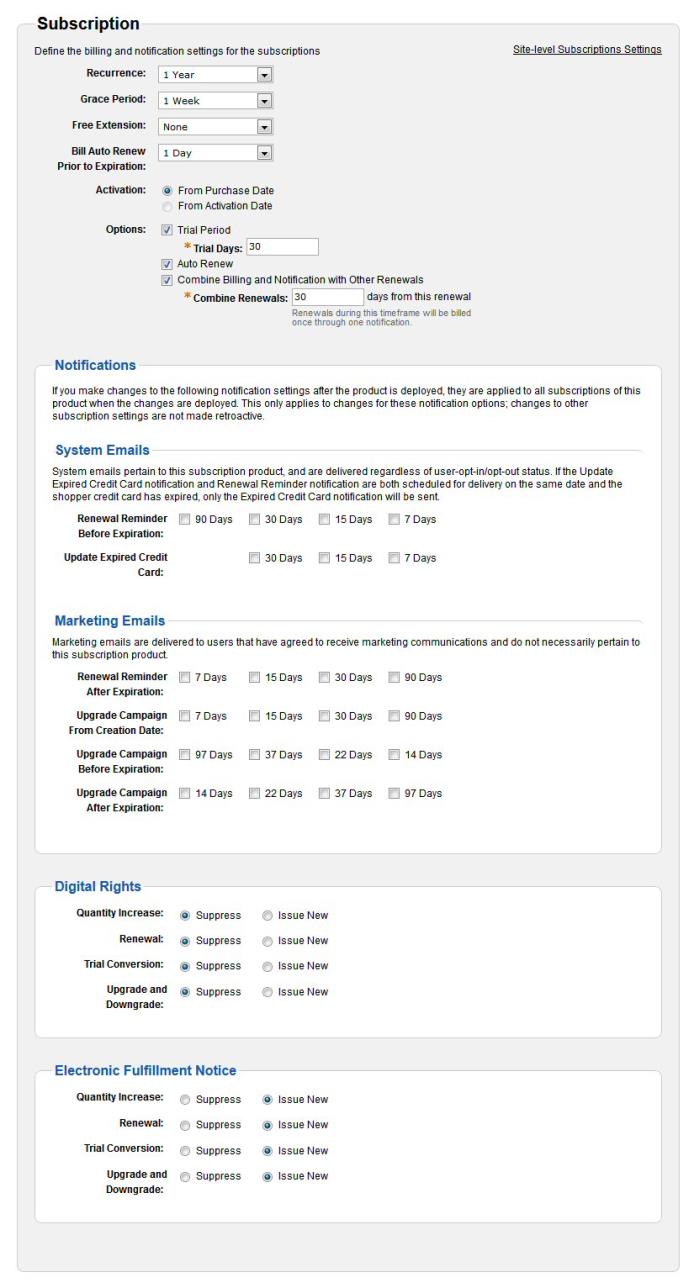 Subscription
Define the billing and notification settings for the subscriptions
Site-level Subscriptions Settings
Recurrence: 1 Year
Grace Period: 1 Week
Free Extension: None
Bill Auto Renew
Prior to Expiration: 1 Day
Activation: From Purchase Date
From Activation Date
Options: Trial Period
* Trial Days: 30
Auto Renew
Combine Billing and Notification with Other Renewals
* Combine Renewals: 30 days from this renewal
Renewals during this timeframe will be billed
once through one notification.
Notifications
If you make changes to the following notification settings after the product is deployed, they are applied to all subscriptions of this
product when the changes are deployed. This only applies to changes for these notification options; changes to other
subscription settings are not made retroactive.
System Emails
System emails pertain to this subscription product, and are delivered regardless of user-opt-in/opt-out status. If the Update
Expired Credit Card notification and Renewal Reminder notification are both scheduled for delivery on the same date and the
shopper credit card has expired, only the Expired Credit Card notification will be sent.
Renewal Reminder
Before Expiration: 90 Days 30 Days 15 Days 7 Days
Update Expired Credit
Card: 30 Days 15 Days 7 Days
Marketing Emails
Marketing emails are delivered to users that have agreed to receive marketing communications and do not necessarily pertain to
this subscription product.
Renewal Reminder
After Expiration: 7 Days 15 Days 30 Days 90 Days
Upgrade Campaign
From Creation Date: 7 Days 15 Days 30 Days 90 Days
Upgrade Campaign
Before Expiration: 97 Days 37 Days 22 Days 14 Days
Upgrade Campaign
After Expiration: 14 Days 22 Days 37 Days 97 Days
Digital Rights
Quantity Increase: Suppress Issue New
Renewal: Suppress Issue New
Trial Conversion: Suppress Issue New
Upgrade and
Downgrade: Suppress Issue New
Electronic Fulfillment Notice
Quantity Increase: Suppress Issue New
Renewal: Suppress Issue New
Trial Conversion: Suppress Issue New
Upgrade and
Downgrade: Suppress Issue New